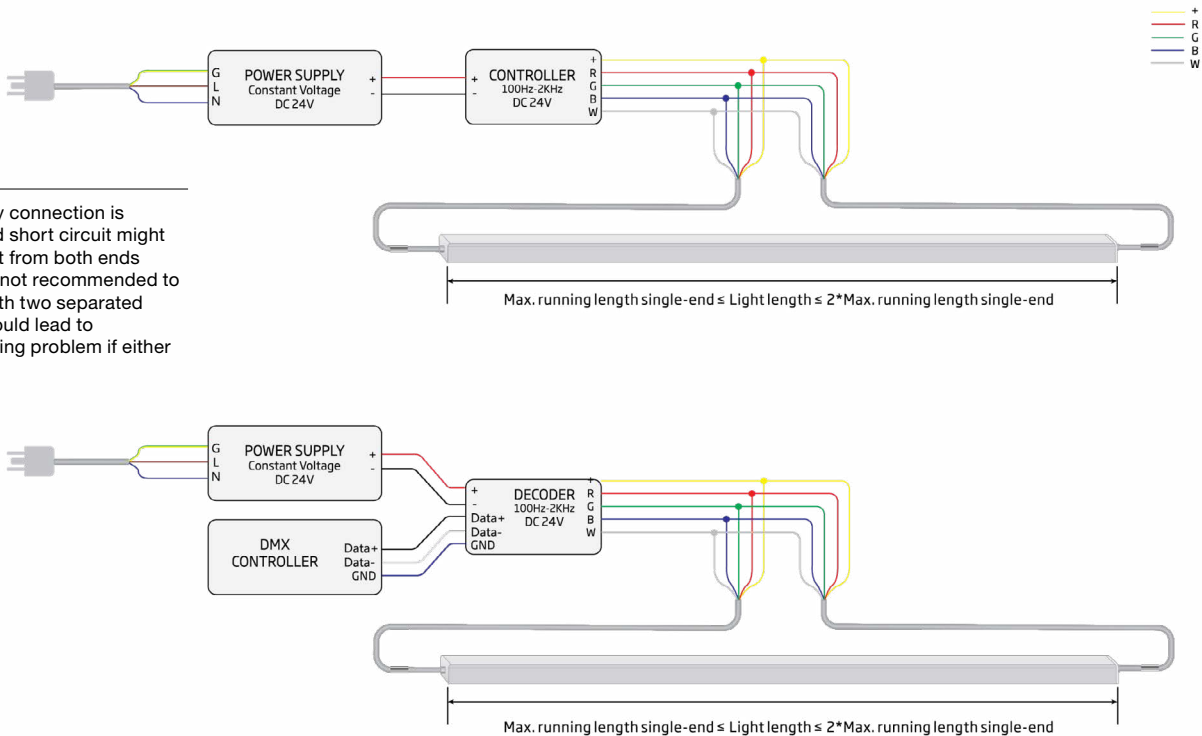 +
R
G
B
W
G
L
N
POWER SUPPLY
Constant Voltage
DC 24V
+
-
+
-
CONTROLLER
100Hz-2KHz
DC 24V
+
R
G
B
W
y connection is
d short circuit might
t from both ends
not recommended to
th two separated
ould lead to
ing problem if either
Max. running length single-end ≤ Light length ≤ 2*Max. running length single-end
G
L
N
POWER SUPPLY
Constant Voltage
DC 24V
+
-
DMX
CONTROLLER
Data+
Data-
GND
+
-
Data+
Data-
GND
DECODER
100Hz-2KHz
DC 24V
+
R
G
B
W
Max. running length single-end ≤ Light length ≤ 2*Max. running length single-end